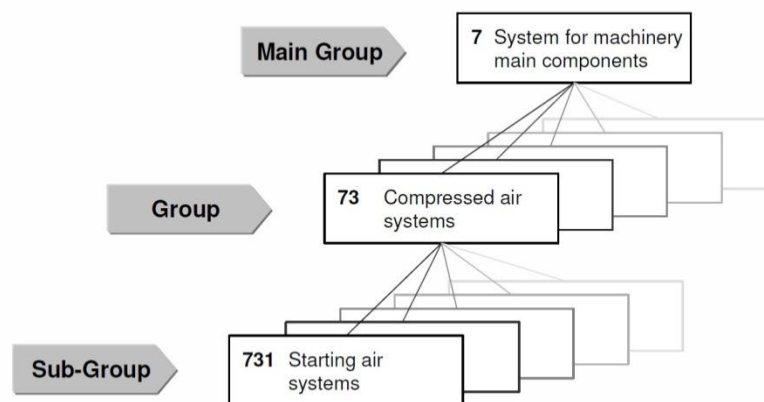 Main Group
7 System for machinery
main components
Group
73 Compressed air
systems
Sub-Group
731 Starting air
systems